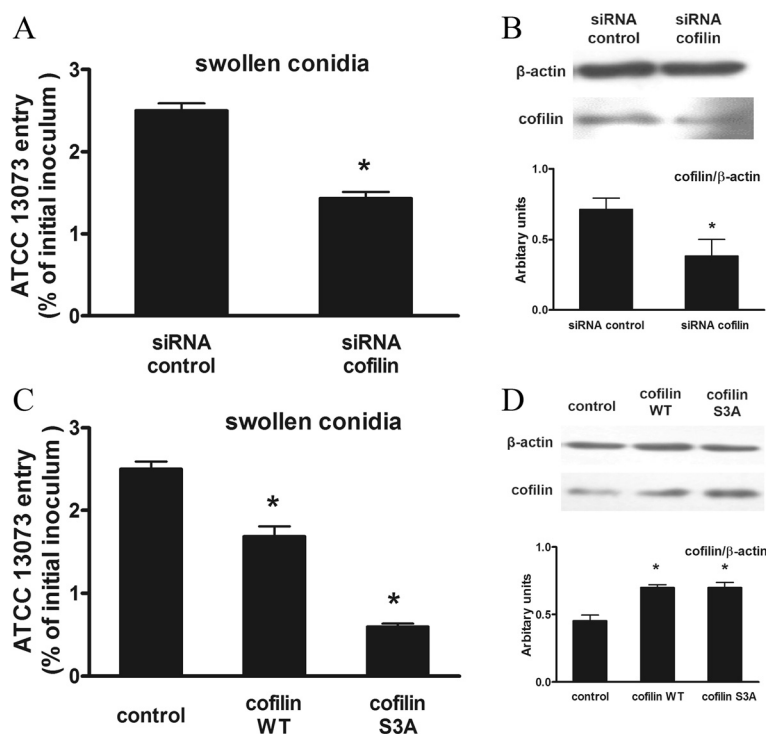 A
swollen conidia
ATCC 13073 entry
(% of initial inoculum )
3
2
1
0
siRNA
control
siRNA
cofilin
*
B
siRNA
control
siRNA
cofilin
β-actin
cofilin
cofilin/β-actin
Arbitary units
1.0
0.5
0.0
*
siRNA control
siRNA cofilin
C
swollen conidia
ATCC 13073 entry
(% of initial inoculum )
3
2
1
0
*
*
control
cofilin
WT
cofilin
S3A
D
control
cofilin
WT
cofilin
S3A
β-actin
cofilin
cofilin/β-actin
Arbitary units
1.0
0.5
0.0
*
*
control
cofilin WT
cofilin S3A